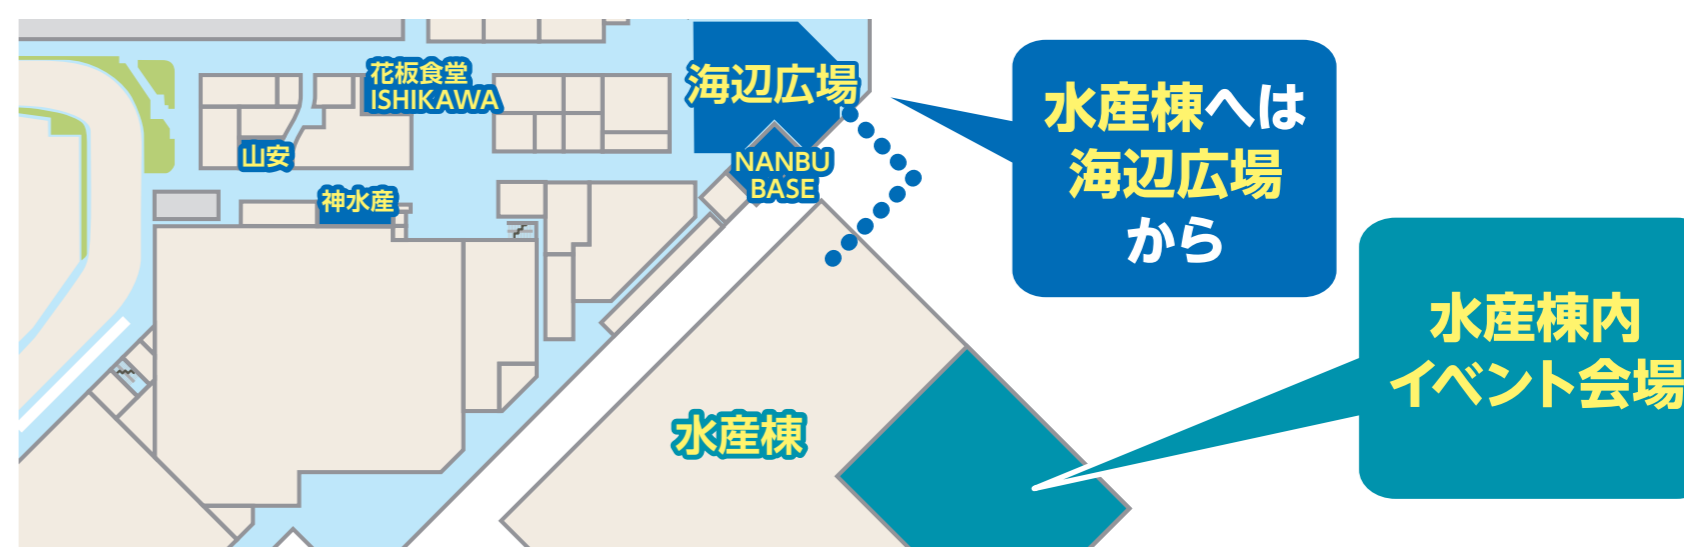 花板食堂
ISHIKAWA
海辺広場
山安
NANBU
BASE
神水産
水産棟へは
海辺広場
から
水産棟内
イベント会場
水産棟